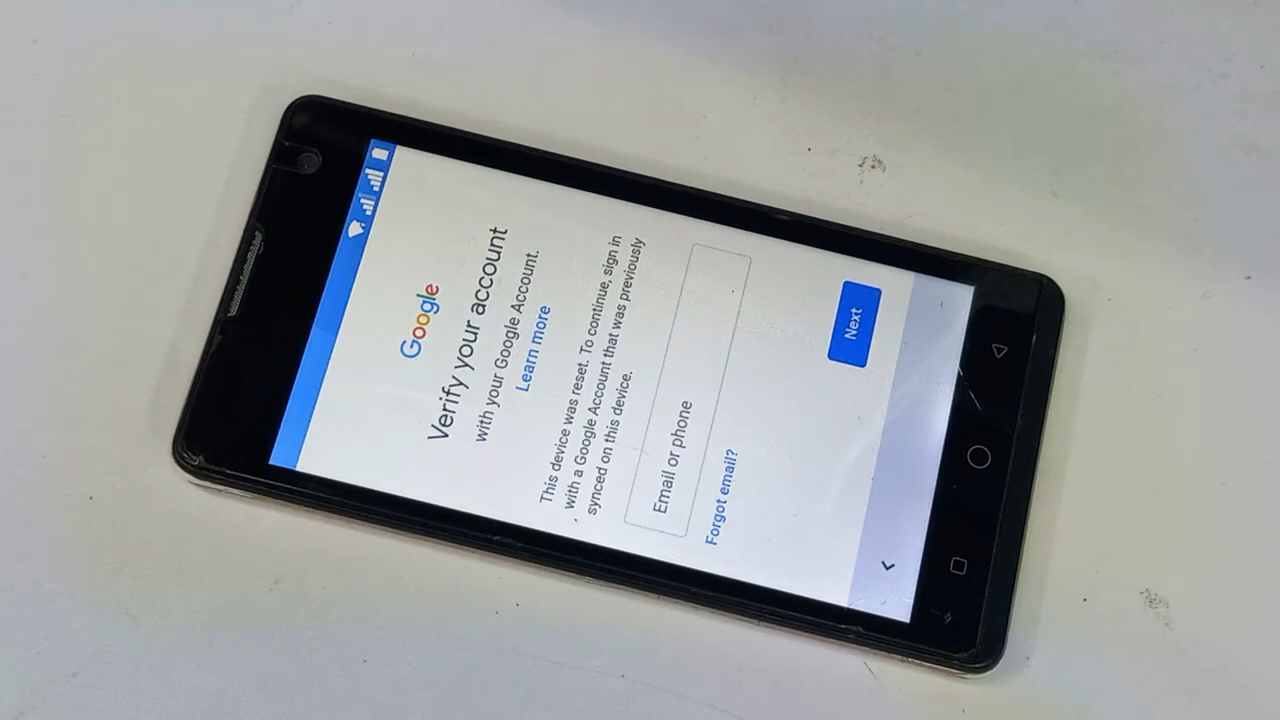 Google
Verify your account
with your Google Account.
Learn more
This device was reset. To continue, sign in
with a Google Account that was previously
synced on this device.
Email or phone
Forgot email?
Next